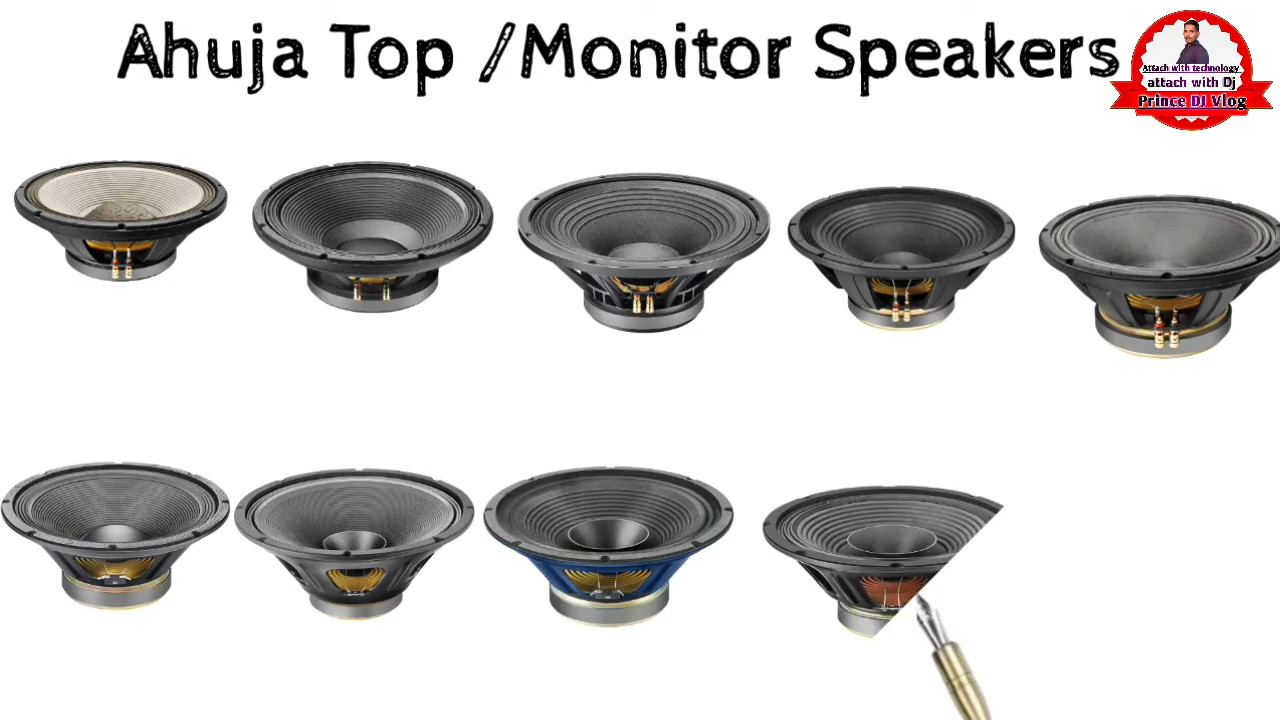 Ahuja Top /Monitor Speakers
Attach with technology
attach with Dj
Prince DJ Vlog